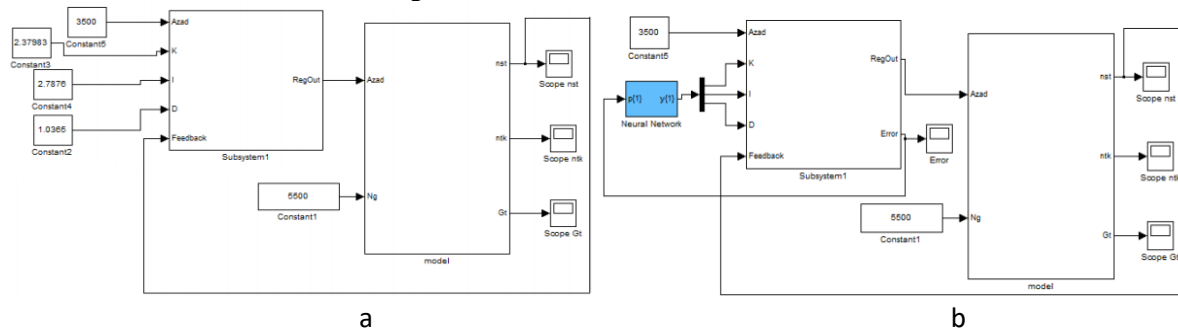 3500
Constant5
2.37983
Constant3
2.7876
Constant4
1.0365
Constant2
Azad
K
I
D
Feedback
RegOut
Subsystem1
5500
Constant1
Azad
Ng
nst
ntk
Gt
model
Scope nst
Scope ntk
Scope Gt
a
3500
Constant5
p{1}
y{1}
Neural Network
Azad
K
I
D
Feedback
RegOut
Error
Subsystem1
Error
5500
Constant1
Azad
Ng
nst
ntk
Gt
model
Scope nst
Scope ntk
Scope Gt
b